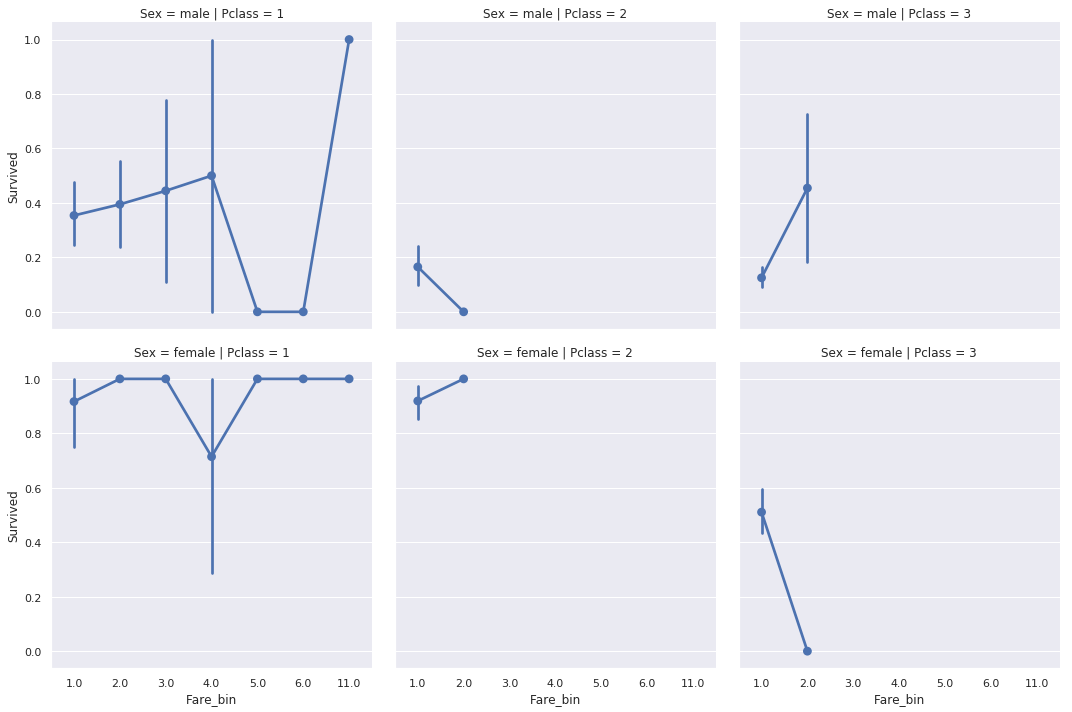 Sex = male | Pclass = 1
Sex = male | Pclass = 2
Sex = male | Pclass = 3
1.0
0.8
0.6
0.4
0.2
0.0
Survived
Sex = female | Pclass = 1
Sex = female | Pclass = 2
Sex = female | Pclass = 3
1.0
0.8
0.6
0.4
0.2
0.0
Survived
1.0 2.0 3.0 4.0 5.0 6.0 11.0
Fare_bin
1.0 2.0 3.0 4.0 5.0 6.0 11.0
Fare_bin
1.0 2.0 3.0 4.0 5.0 6.0 11.0
Fare_bin